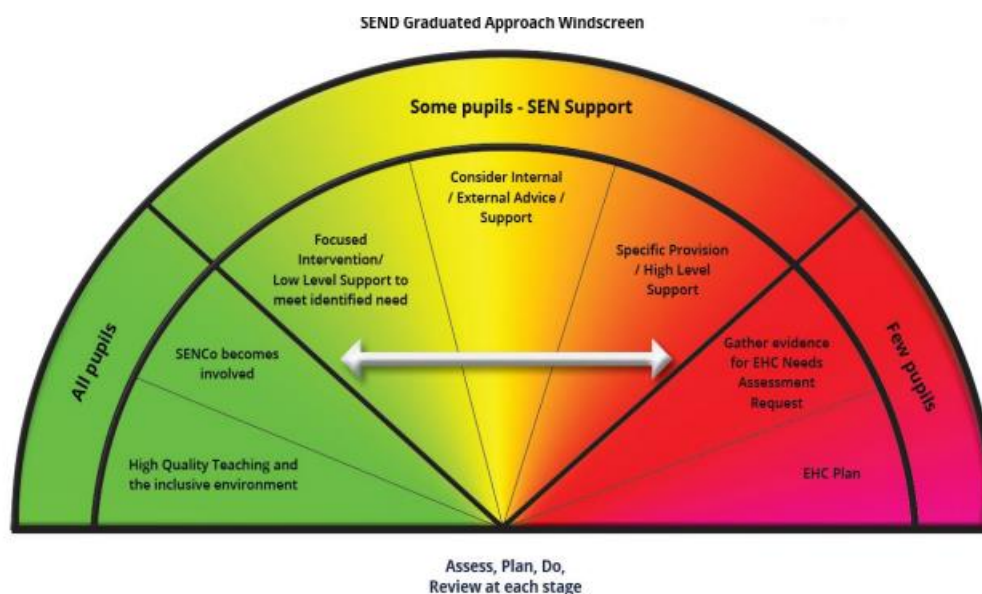 SEND Graduated Approach Windscreen
Some pupils - SEN Support
All pupils
Few pupils
High Quality Teaching and
the inclusive environment
SENCo becomes
involved
Focused
Intervention/
Low Level Support to
meet identified need
Consider Internal
/ External Advice /
Support
Specific Provision
/ High Level
Support
Gather evidence
for EHC Needs
Assessment
Request
EHC Plan
Assess, Plan, Do,
Review at each stage